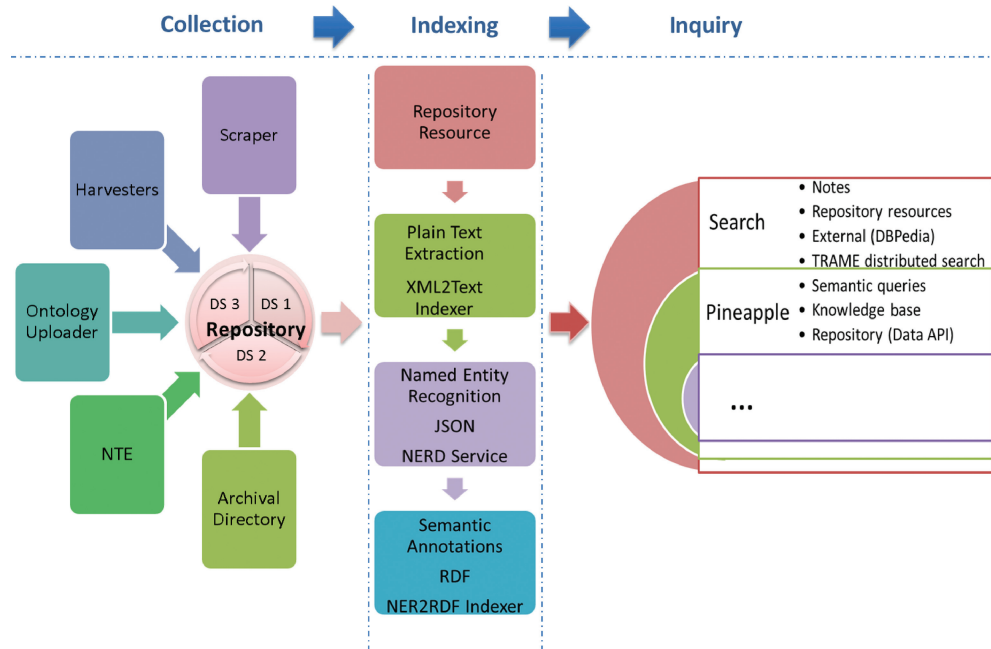 Collection
Indexing
Inquiry
Scraper
Harvesters
Ontology
Uploader
NTE
Archival
Directory
DS 3
DS 1
Repository
DS 2
Repository
Resource
Plain Text
Extraction
XML2Text
Indexer
Named Entity
Recognition
JSON
NERD Service
Semantic
Annotations
RDF
NER2RDF Indexer
Search
• Notes
• Repository resources
• External (DBPedia)
• TRAME distributed search
Pineapple
• Semantic queries
• Knowledge base
• Repository (Data API)
...